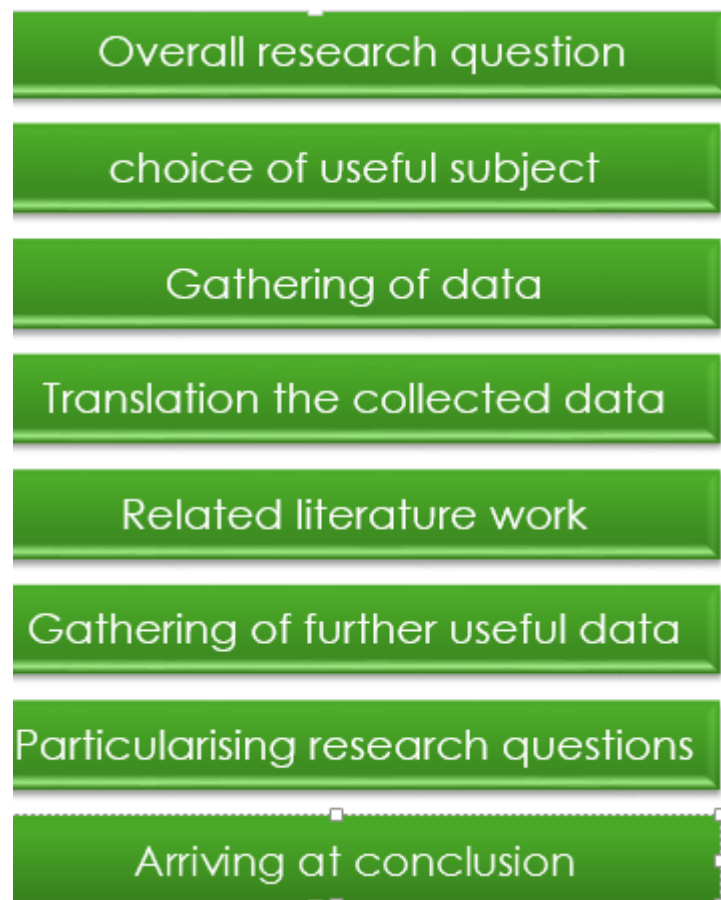 Overall research question
choice of useful subject
Gathering of data
Translation the collected data
Related literature work
Gathering of further useful data
Particularising research questions
Arriving at conclusion